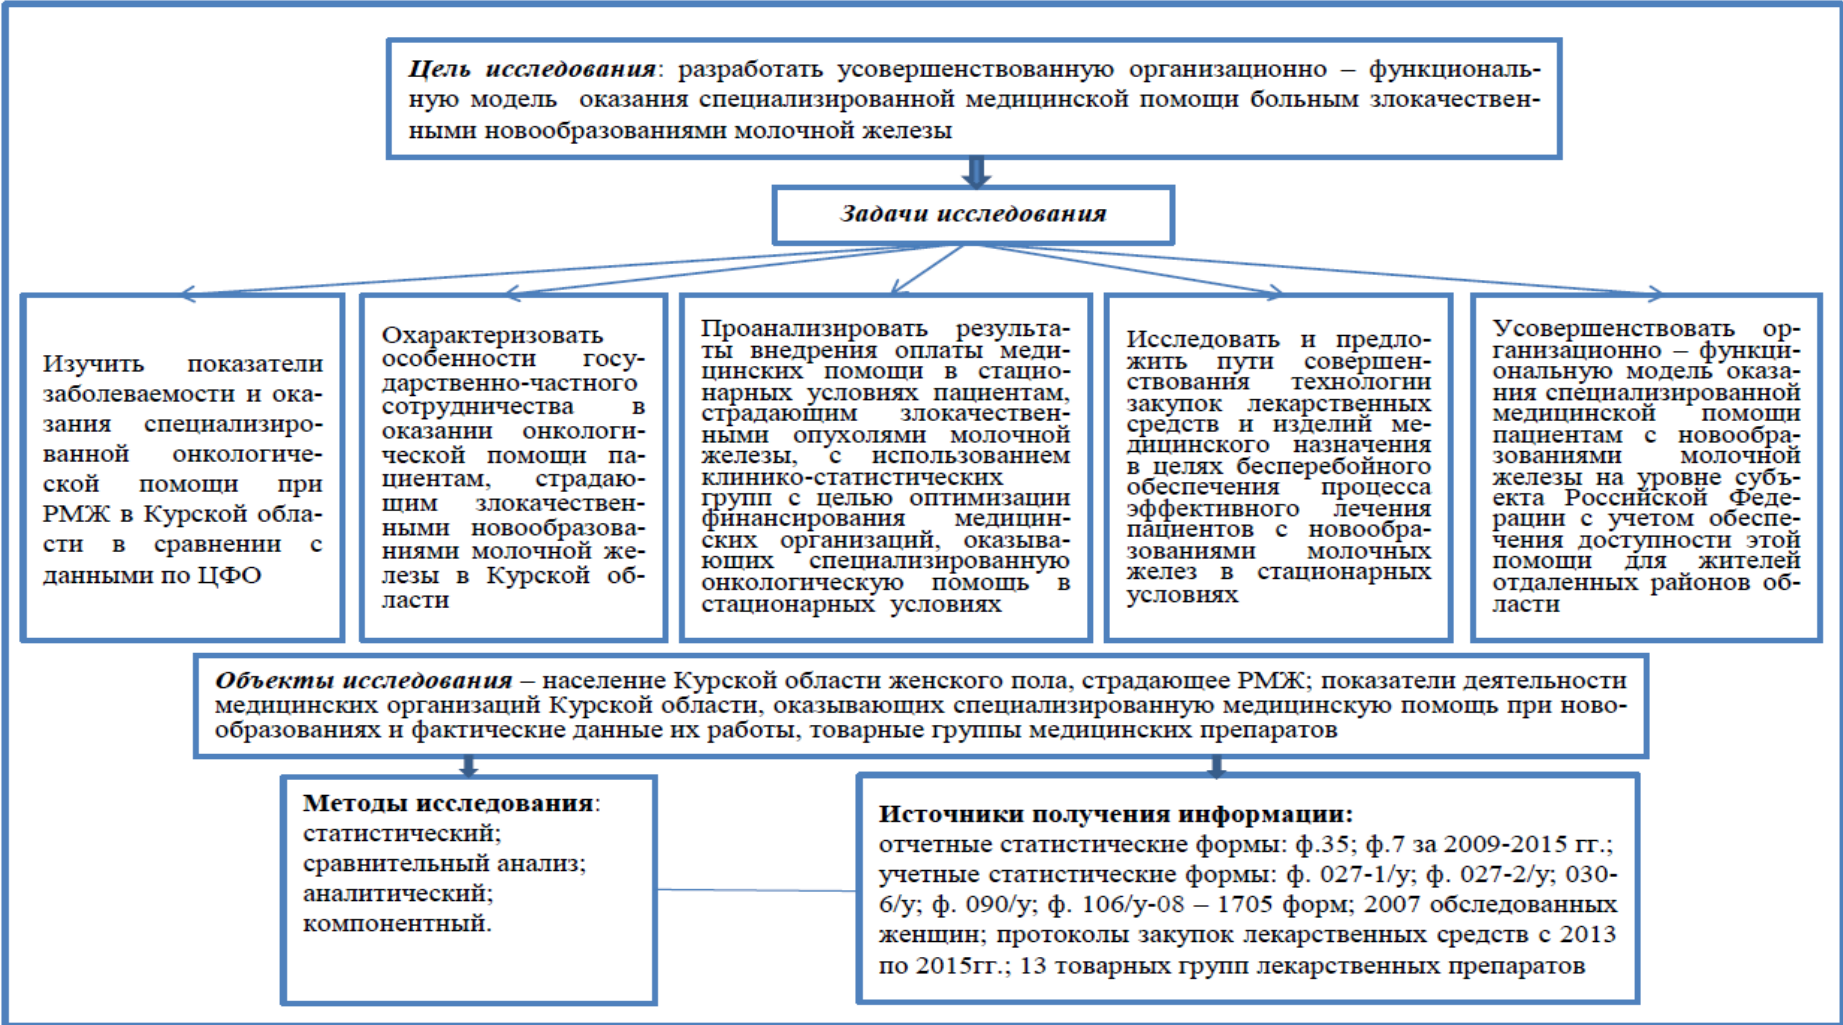 Цель исследования: разработать усовершенствованную организационно – функциональ-
ную модель оказания специализированной медицинской помощи больным злокачествен-
ными новообразованиями молочной железы
Задачи исследования
Изучить показатели
заболеваемости и ока-
зания специализиро-
ванной онкологиче-
ской помощи при
РМЖ в Курской обла-
сти в сравнении с
данными по ЦФО
Охарактеризовать
особенности госу-
дарственно-частного
сотрудничества в
оказании онкологи-
ческой помощи па-
циентам, страдаю-
щим злокачествен-
ными новообразова-
ниями молочной же-
лезы в Курской об-
ласти
Проанализировать результа-
ты внедрения оплаты меди-
цинских помощи в стацио-
нарных условиях пациентам,
страдающим злокачествен-
ными опухолями молочной
железы, с использованием
клинико-статистических
групп с целью оптимизации
финансирования медицин-
ских организаций, оказыва-
ющих специализированную
онкологическую помощь в
стационарных условиях
Исследовать и предло-
жить пути совершен-
ствования технологии
закупок лекарственных
средств и изделий ме-
дицинского назначения
в целях бесперебойного
обеспечения процесса
эффективного лечения
пациентов с новообра-
зованиями молочных
желез в стационарных
условиях
Усовершенствовать ор-
ганизационно – функци-
ональную модель оказа-
ния специализированной
медицинской помощи
пациентам с новообра-
зованиями молочной
железы на уровне субъ-
екта Российской Феде-
рации с учетом обеспе-
чения доступности этой
помощи для жителей
отдаленных районов об-
ласти
Объекты исследования – население Курской области женского пола, страдающее РМЖ; показатели деятельности
медицинских организаций Курской области, оказывающих специализированную медицинскую помощь при ново-
образованиях и фактические данные их работы, товарные группы медицинских препаратов
Методы исследования:
статистический;
сравнительный анализ;
аналитический;
компонентный.
Источники получения информации:
отчетные статистические формы: ф.35; ф.7 за 2009-2015 гг.;
учетные статистические формы: ф. 027-1/у; ф. 027-2/у; 030-
6/у; ф. 090/у; ф. 106/у-08 – 1705 форм; 2007 обследованных
женщин; протоколы закупок лекарственных средств с 2013
по 2015гг.; 13 товарных групп лекарственных препаратов